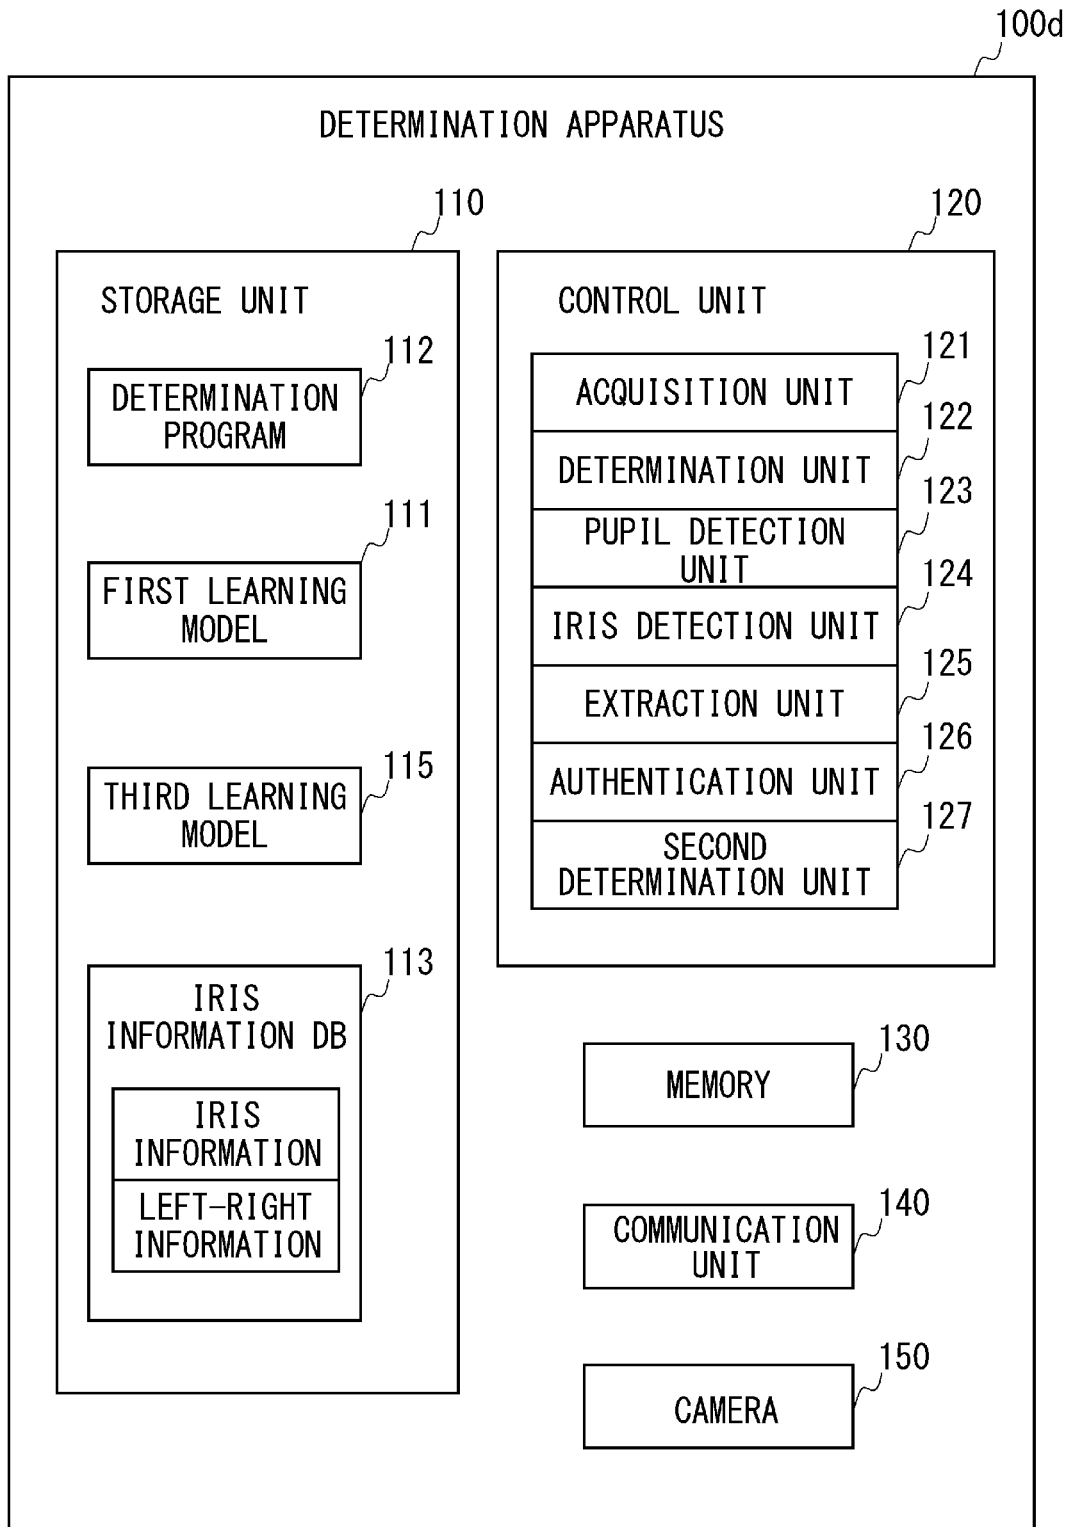 100d
DETERMINATION APPARATUS
110
STORAGE UNIT
112
DETERMINATION
PROGRAM
111
FIRST LEARNING
MODEL
115
THIRD LEARNING
MODEL
113
IRIS
INFORMATION DB
IRIS
INFORMATION
LEFT-RIGHT
INFORMATION
120
CONTROL UNIT
121
ACQUISITION UNIT
122
DETERMINATION UNIT
123
PUPIL DETECTION
UNIT
124
IRIS DETECTION UNIT
125
EXTRACTION UNIT
126
AUTHENTICATION UNIT
127
SECOND
DETERMINATION UNIT
130
MEMORY
140
COMMUNICATION
UNIT
150
CAMERA